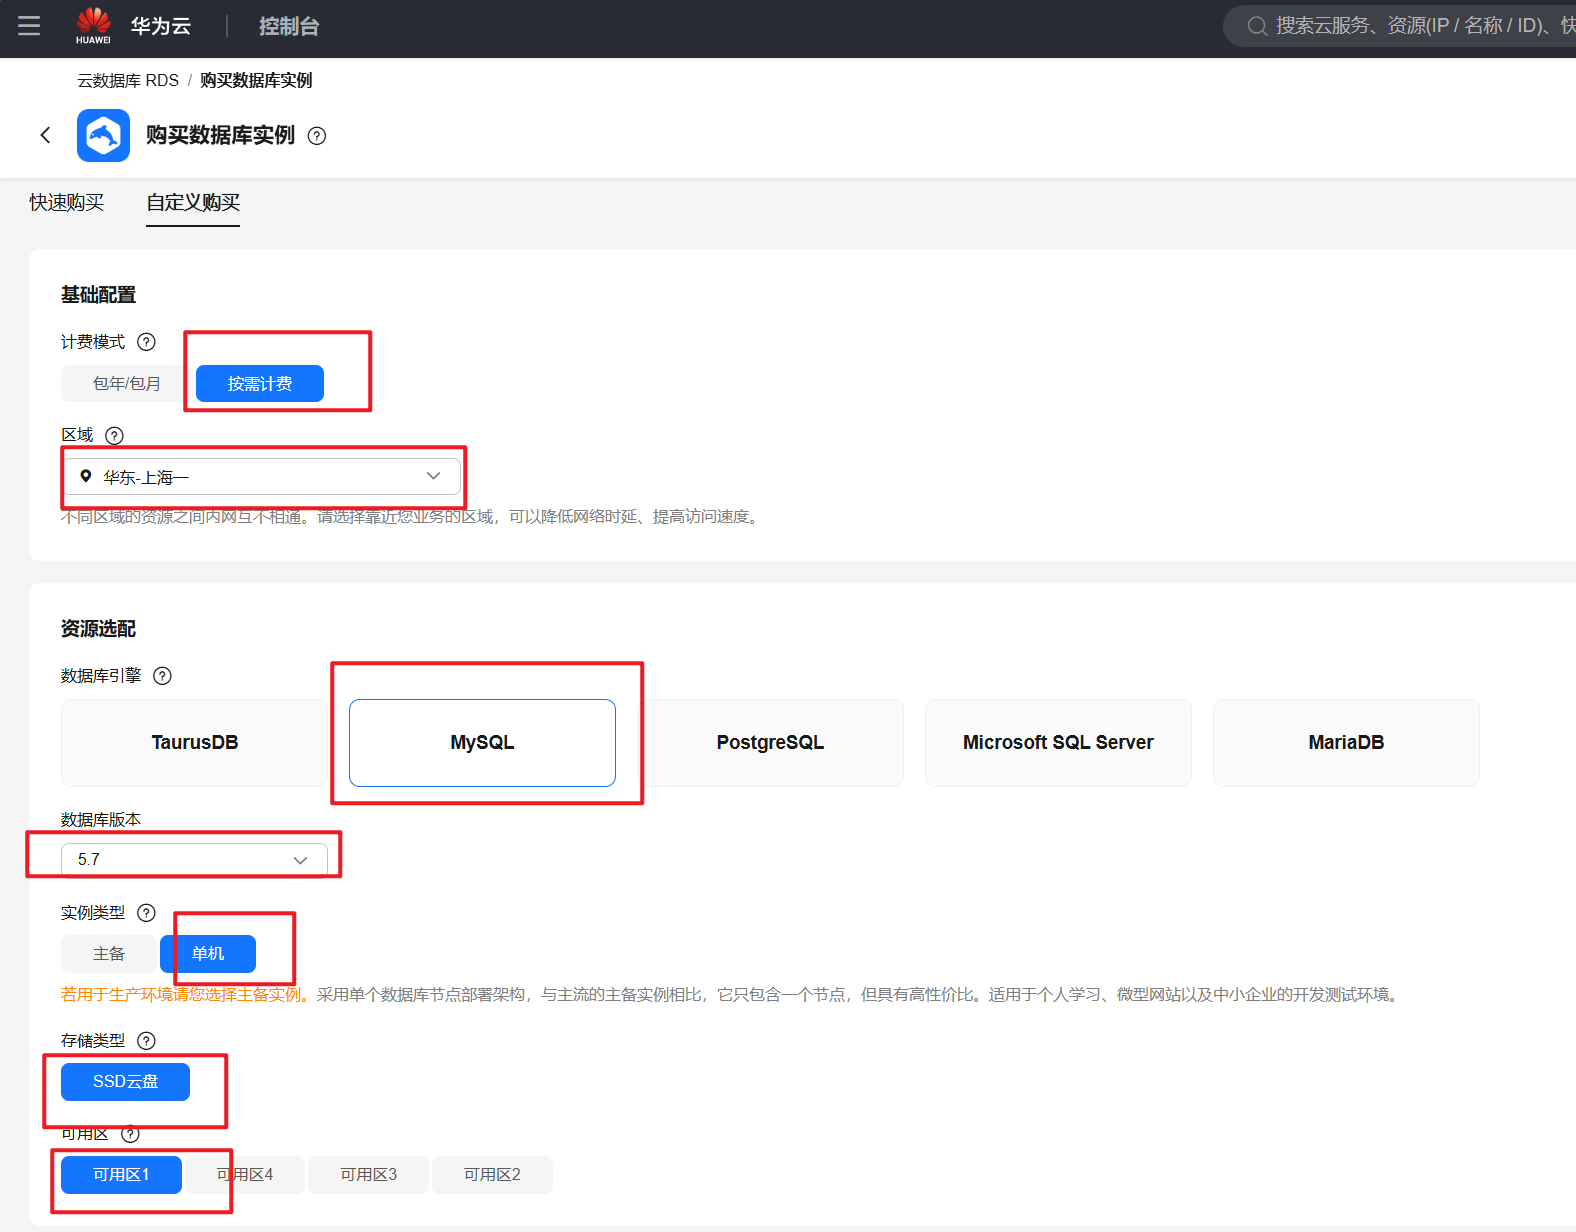 HUAWEI 华为云 | 控制台 搜索云服务、资源(IP / 名称 / ID)、快
云数据库 RDS / 购买数据库实例
购买数据库实例 ?
快速购买 自定义购买
基础配置
计费模式 ?
包年/包月 按需计费
区域 ?
华东-上海一
不同区域的资源之间内网互不相通。请选择靠近您业务的区域，可以降低网络时延、提高访问速度。
资源选配
数据库引擎 ?
TaurusDB MySQL PostgreSQL Microsoft SQL Server MariaDB
数据库版本
5.7
实例类型 ?
主备 单机
若用于生产环境请您选择主备实例。采用单个数据库节点部署架构，与主流的主备实例相比，它只包含一个节点，但具有高性价比。适用于个人学习、微型网站以及中小企业的开发测试环境。
存储类型 ?
SSD云盘
可用区 ?
可用区1 可用区4 可用区3 可用区2